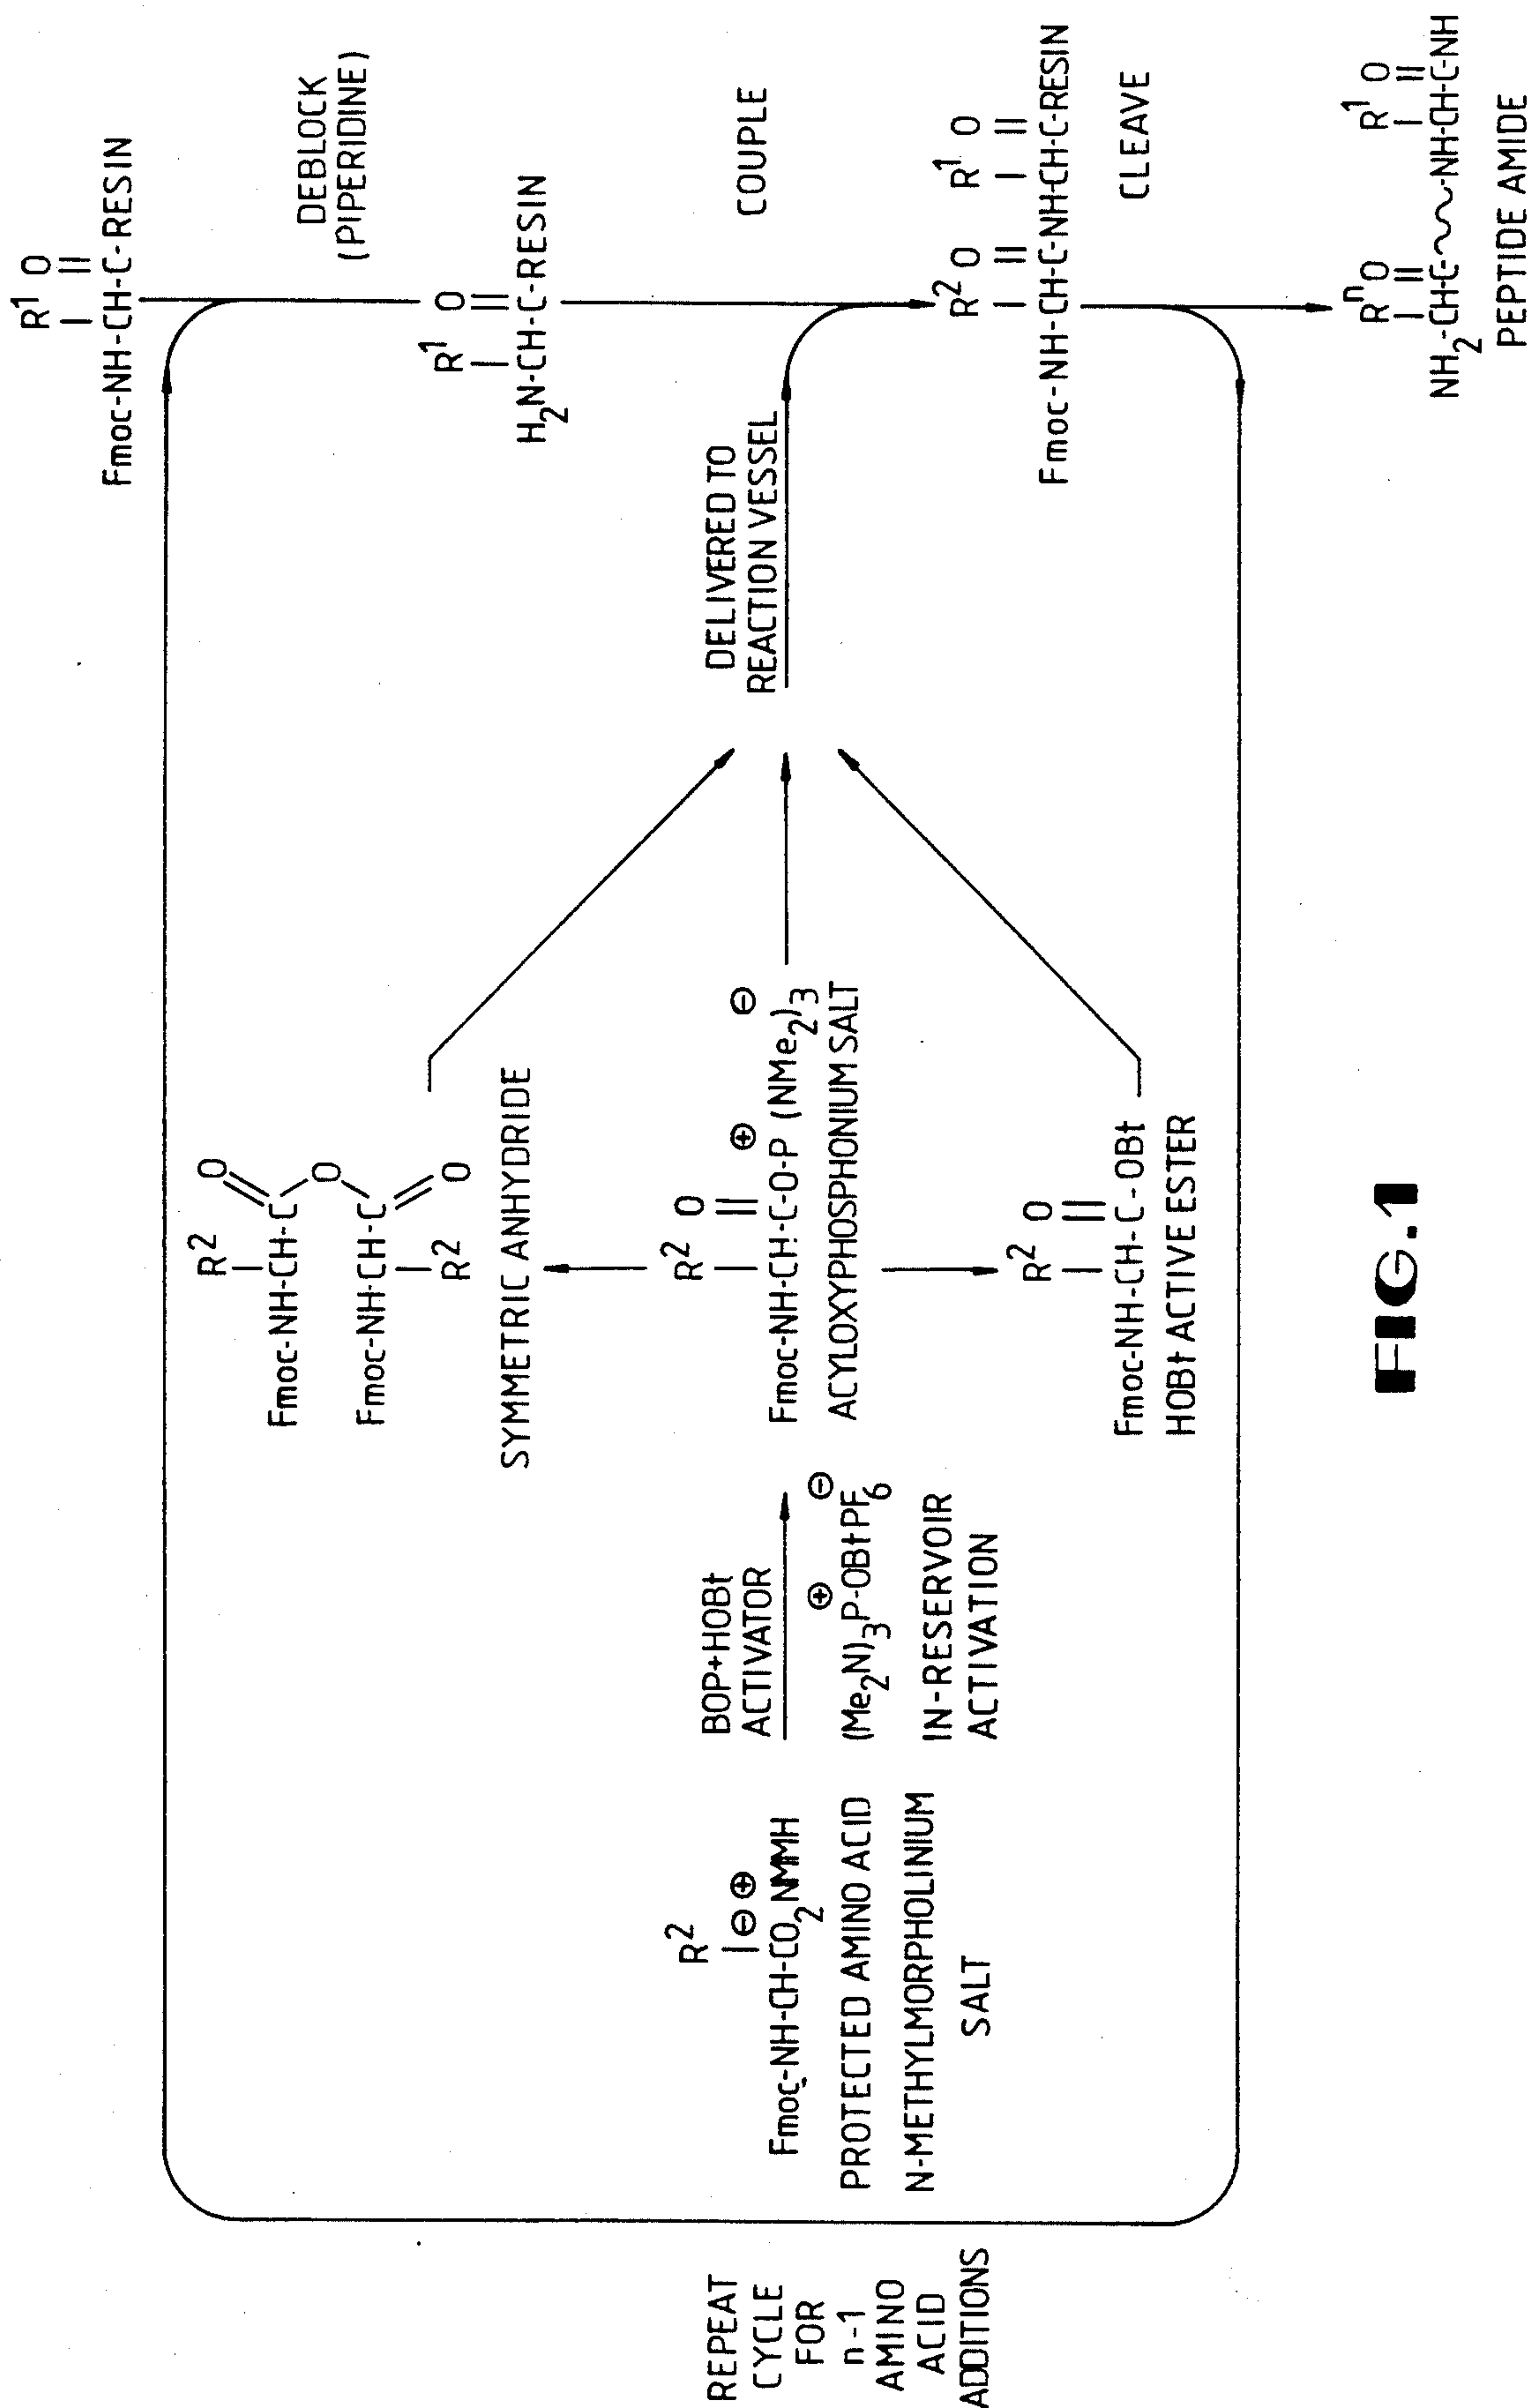 REPEAT
CYCLE
FOR
n-1
AMINO
ACID
ADDITIONS
R2
⊖ ⊕
Fmoc-NH-CH-CO2 NMMH
PROTECTED AMINO ACID
N-METHYLMORPHOLINIUM
SALT
BOP+HOBt
ACTIVATOR
⊕ ⊖
(Me2N)3P-OBtPF6
IN-RESERVOIR
ACTIVATION
R2 O
Fmoc-NH-CH-C
O
Fmoc-NH-CH-C
R2 O
SYMMETRIC ANHYDRIDE
R2 O ⊕ ⊖
Fmoc-NH-CH-C-O-P (NMe2)3
ACYLOXYPHOSPHONIUM SALT
R2 O
Fmoc-NH-CH-C-OBt
HOBt ACTIVE ESTER
DELIVERED TO
REACTION VESSEL
R1 O
Fmoc-NH-CH-C-RESIN
DEBLOCK
(PIPERIDINE)
R1 O
H2N-CH-C-RESIN
COUPLE
R2 O R1 O
Fmoc-NH-CH-C-NH-CH-C-RESIN
CLEAVE
Rn O R1 O
NH2-CH-C-NH-CH-C-NH
PEPTIDE AMIDE
FIG.1